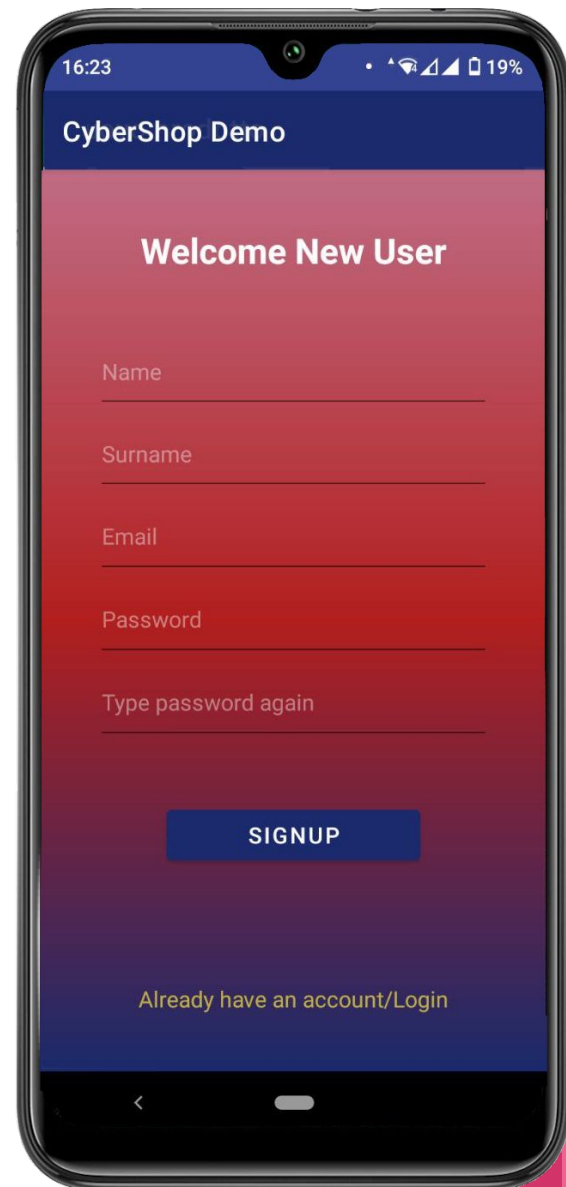 16:23
19%
CyberShop Demo
Welcome New User
Name
Surname
Email
Password
Type password again
SIGNUP
Already have an account/Login